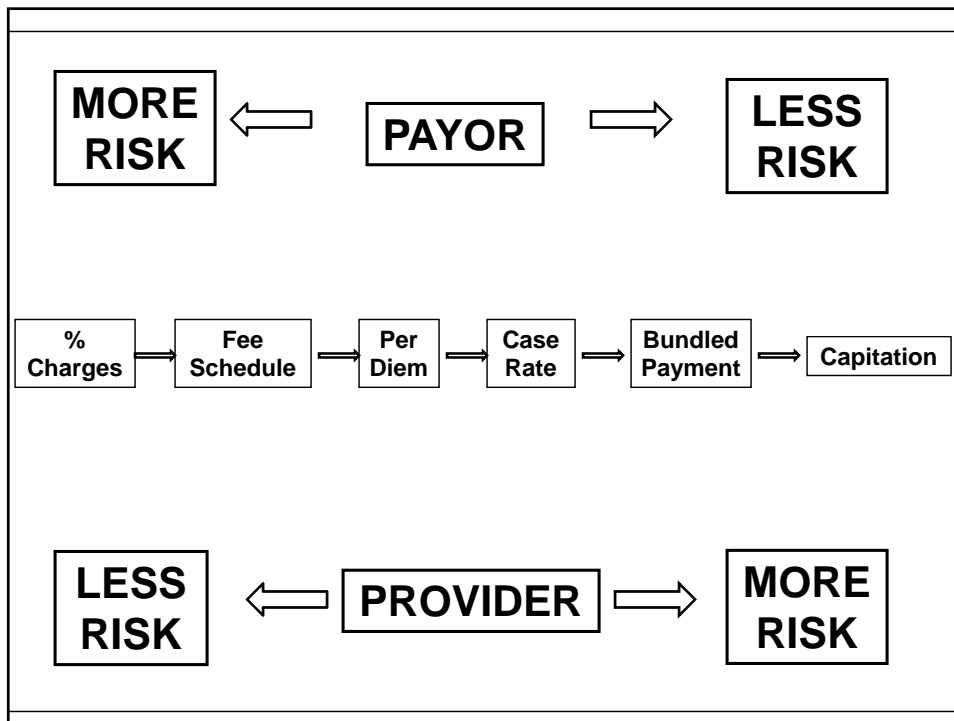 MORE
RISK
PAYOR
LESS
RISK
%
Charges
Fee
Schedule
Per
Diem
Case
Rate
Bundled
Payment
Capitation
LESS
RISK
PROVIDER
MORE
RISK